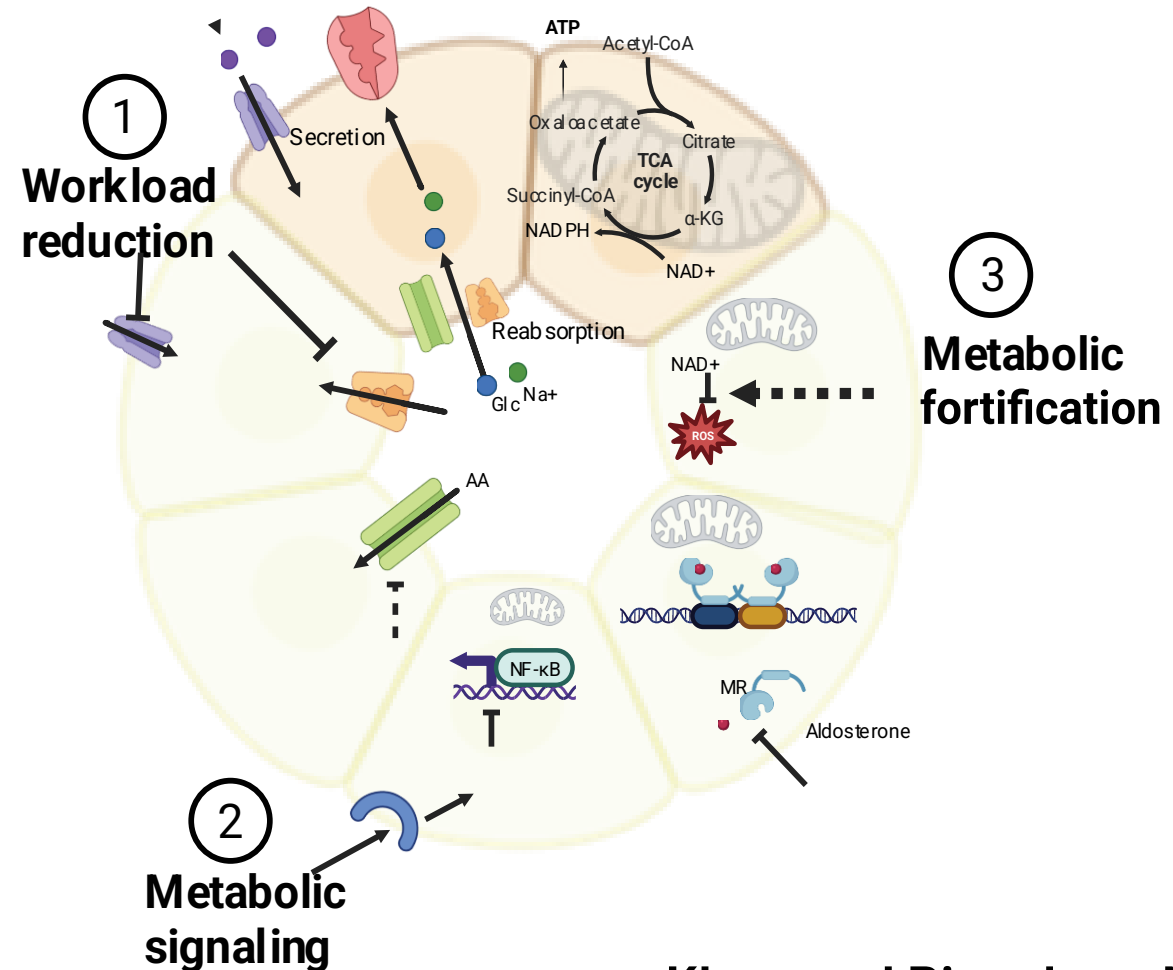 1
Workload
reduction
Secretion
ATP
Acetyl-CoA
Oxaloacetate
Citrate
TCA
cycle
Succinyl-CoA
α-KG
NADPH
NAD+
Reabsorption
Glc
Na+
AA
3
Metabolic
fortification
NAD+
ROS
NF-κB
MR
Aldosterone
2
Metabolic
signaling